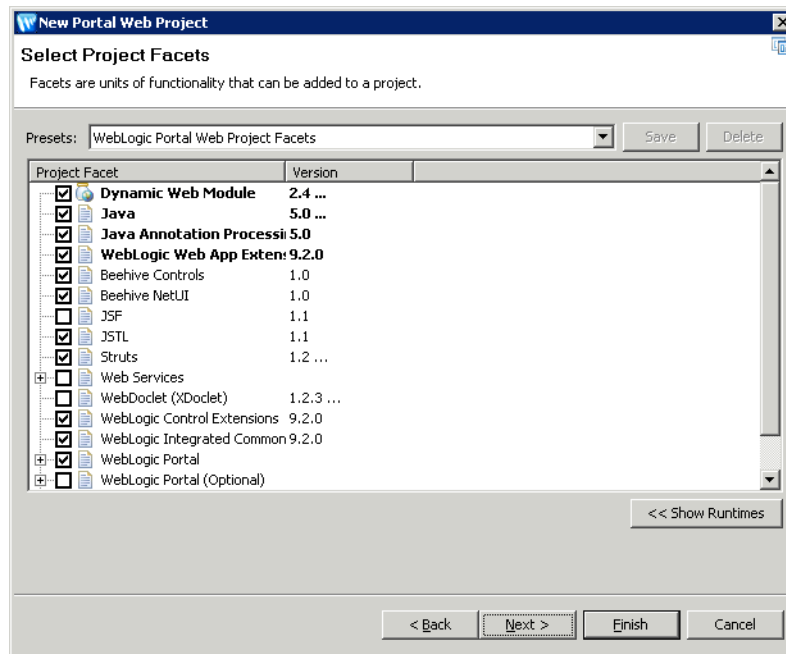 New Portal Web Project
Select Project Facets
Facets are units of functionality that can be added to a project.
Presets: WebLogic Portal Web Project Facets Save Delete
Project Facet Version
Dynamic Web Module 2.4 ...
Java 5.0 ...
Java Annotation Processi 5.0
WebLogic Web App Extens 9.2.0
Beehive Controls 1.0
Beehive NetUI 1.0
JSF 1.1
JSTL 1.1
Struts 1.2 ...
Web Services
WebDoclet (XDoclet) 1.2.3 ...
WebLogic Control Extensions 9.2.0
WebLogic Integrated Common 9.2.0
WebLogic Portal
WebLogic Portal (Optional)
<< Show Runtimes
< Back Next > Finish Cancel